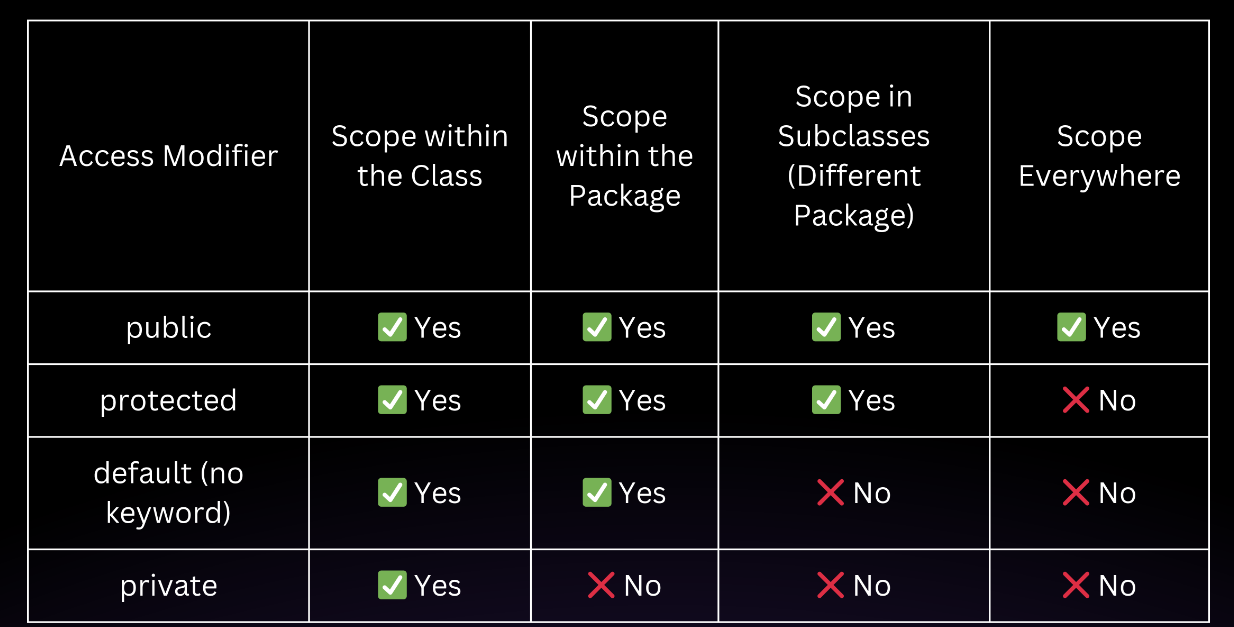 Access Modifier
Scope within
the Class
Scope
within the
Package
Scope in
Subclasses
(Different
Package)
Scope
Everywhere
public
✅ Yes
✅ Yes
✅ Yes
✅ Yes
protected
✅ Yes
✅ Yes
✅ Yes
❌ No
default (no
keyword)
✅ Yes
✅ Yes
❌ No
❌ No
private
✅ Yes
❌ No
❌ No
❌ No